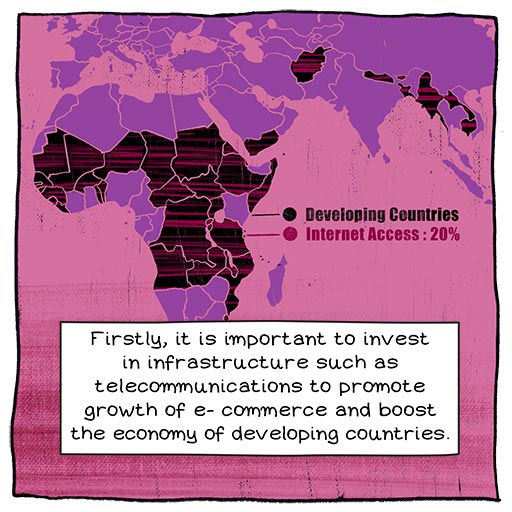 Developing Countries
Internet Access : 20%
Firstly, it is important to invest
in infrastructure such as
telecommunications to promote
growth of e- commerce and boost
the economy of developing countries.